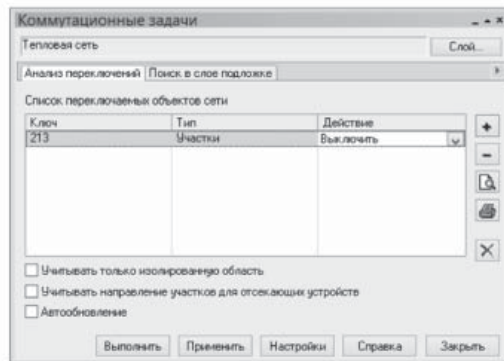 Коммутационные задачи
Тепловая сеть
Слой...
Анализ переключений Поиск в слое подложке
Список переключаемых объектов сети
Ключ Тип Действие
213 Участки Выключить
Учитывать только изолированную область
Учитывать направление участков для отсекающих устройств
Автообновление
Выполнить Применить Настройки Справка Закрыть